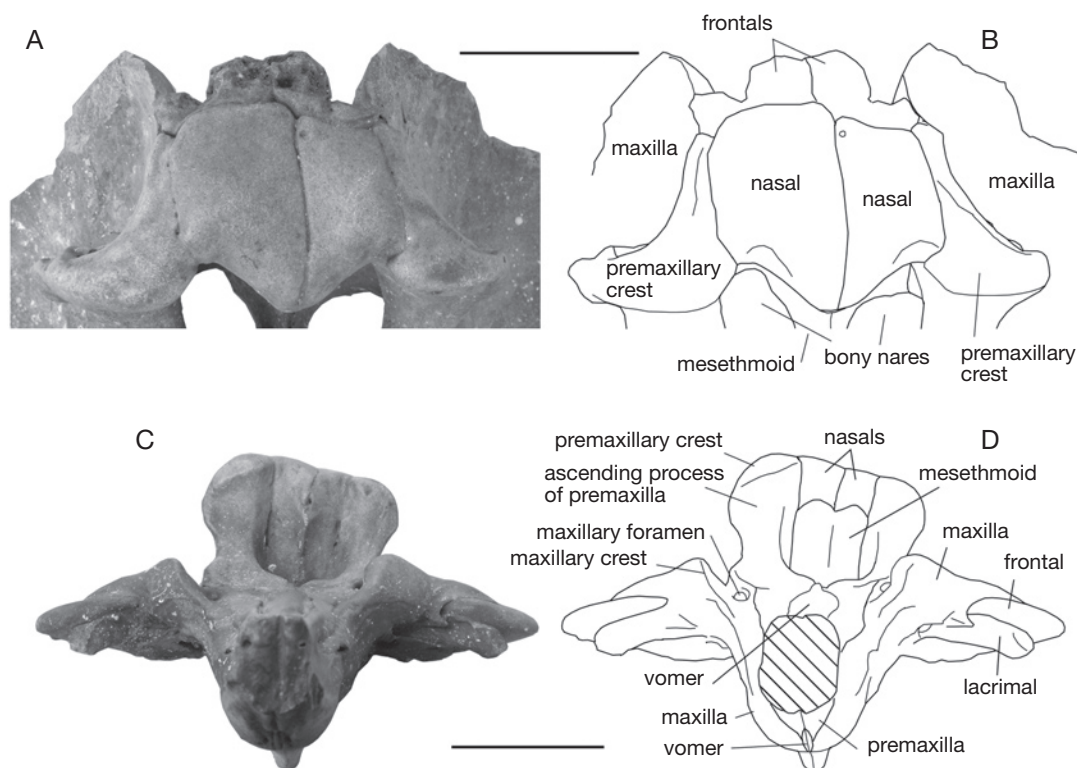 A
frontals
B
maxilla
nasal
nasal
maxilla
premaxillary
crest
mesethmoid
bony nares
premaxillary
crest
C
D
premaxillary crest
nasals
ascending process
of premaxilla
mesethmoid
maxillary foramen
maxilla
maxillary crest
frontal
vomer
lacrimal
maxilla
vomer
premaxilla